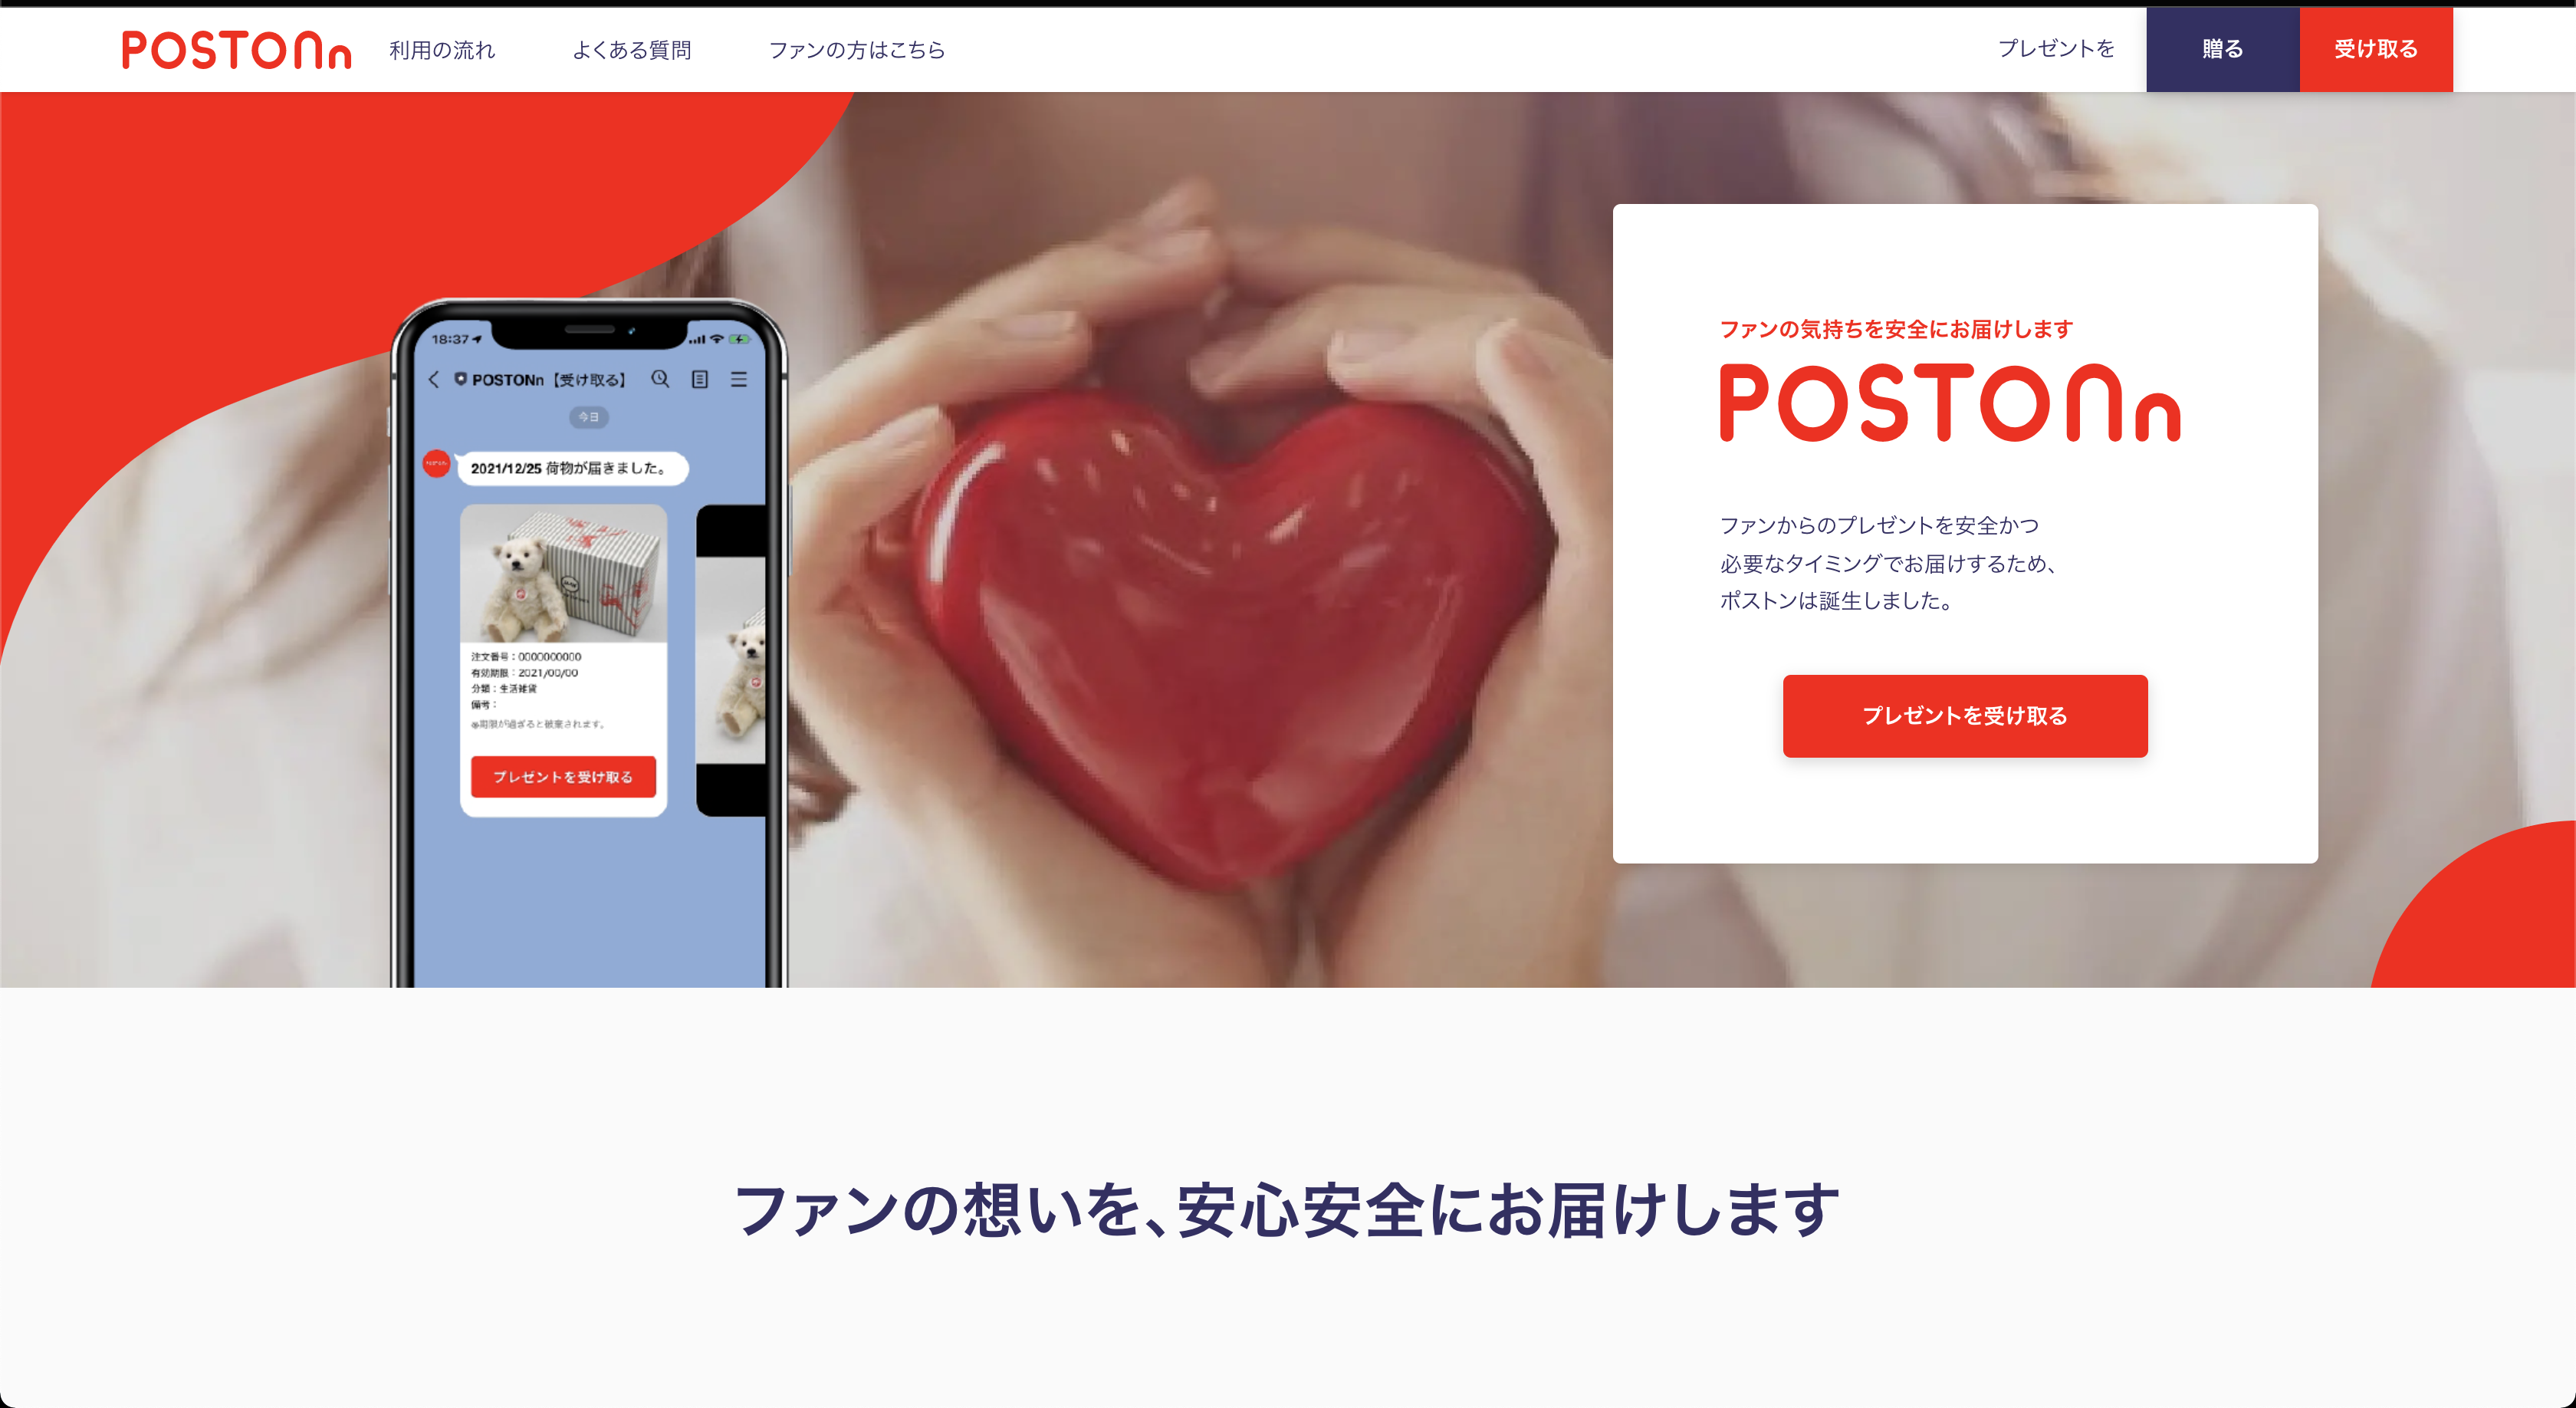 POSTONn
利用の流れ
よくある質問
ファンの方はこちら
プレゼントを
贈る
受け取る
18:37
POSTONn【受け取る】
今日
2021/12/25 荷物が届きました。
注文番号：0000000000
有効期限：2021/00/00
分類：生活雑貨
備考：
※期限が過ぎると破棄されます。
プレゼントを受け取る
ファンの気持ちを安全にお届けします
POSTONn
ファンからのプレゼントを安全かつ
必要なタイミングでお届けするため、
ポストンは誕生しました。
プレゼントを受け取る
ファンの想いを、安心安全にお届けします